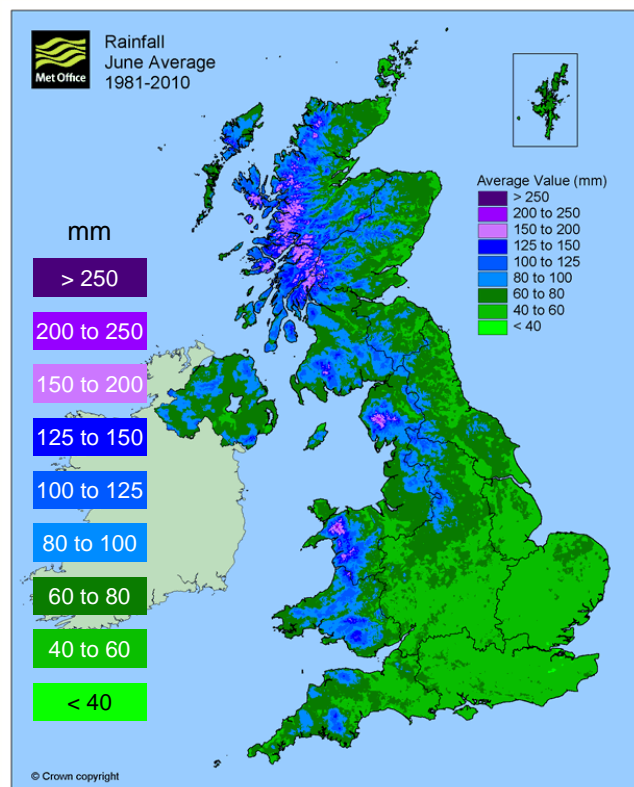 Met Office
Rainfall
June Average
1981-2010
Average Value (mm)
> 250
200 to 250
150 to 200
125 to 150
100 to 125
80 to 100
60 to 80
40 to 60
< 40
mm
> 250
200 to 250
150 to 200
125 to 150
100 to 125
80 to 100
60 to 80
40 to 60
< 40
© Crown copyright